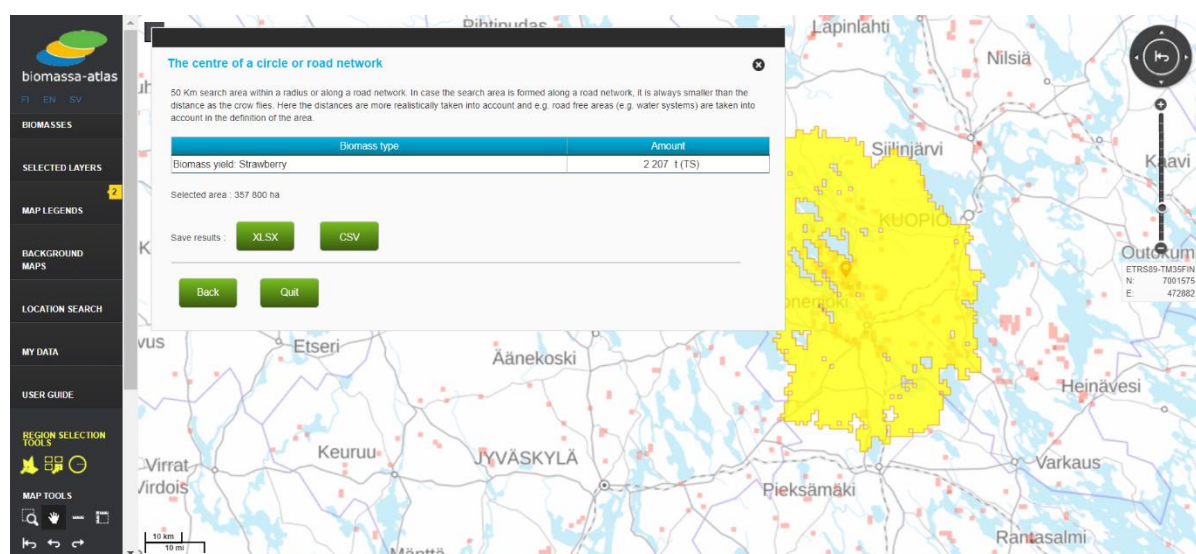 biomassa-atlas
FI EN SV
BIOMASSES
SELECTED LAYERS
2
MAP LEGENDS
BACKGROUND
MAPS
LOCATION SEARCH
MY DATA
USER GUIDE
REGION SELECTION
TOOLS
MAP TOOLS
The centre of a circle or road network
50 Km search area within a radius or along a road network. In case the search area is formed along a road network, it is always smaller than the
distance as the crow flies. Here the distances are more realistically taken into account and e.g. road free areas (e.g. water systems) are taken into
account in the definition of the area.
Biomass type Amount
Biomass yield: Strawberry 2 207 t (TS)
Selected area : 357 800 ha
Save results : XLSX CSV
Back Quit
Pihtipudas
Lapinlahti
Nilsiä
Siilinjärvi
Kaavi
KUOPIO
Outokum
ETRS89-TM35FIN
N: 7001575
E: 472882
onenjoki
vus
Etseri
Äänekoski
Heinävesi
Keuruu
JYVÄSKYLÄ
Varkaus
Virrat
Virdois
Pieksämäki
Rantasalmi
Mänttä
10 km
10 mi